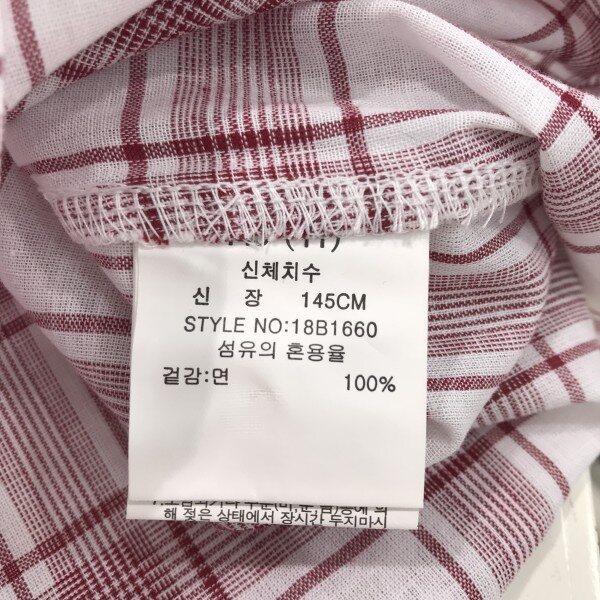 (11)
신체치수
신 장 145CM
STYLE NO:18B1660
섬유의 혼용율
겉감:면 100%
해 젖은 상태에서 장시간 두지마시